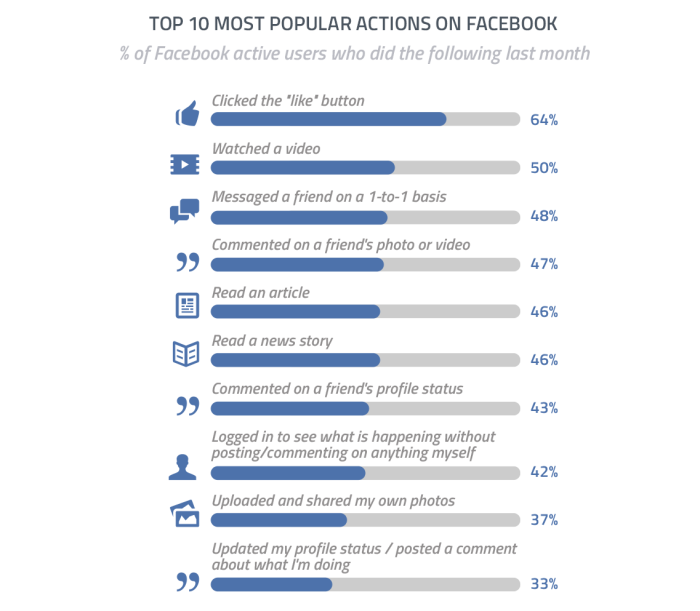 TOP 10 MOST POPULAR ACTIONS ON FACEBOOK
% of Facebook active users who did the following last month
Clicked the "like" button
64%
Watched a video
50%
Messaged a friend on a 1-to-1 basis
48%
Commented on a friend's photo or video
47%
Read an article
46%
Read a news story
46%
Commented on a friend's profile status
43%
Logged in to see what is happening without
posting/commenting on anything myself
42%
Uploaded and shared my own photos
37%
Updated my profile status / posted a comment
about what I'm doing
33%